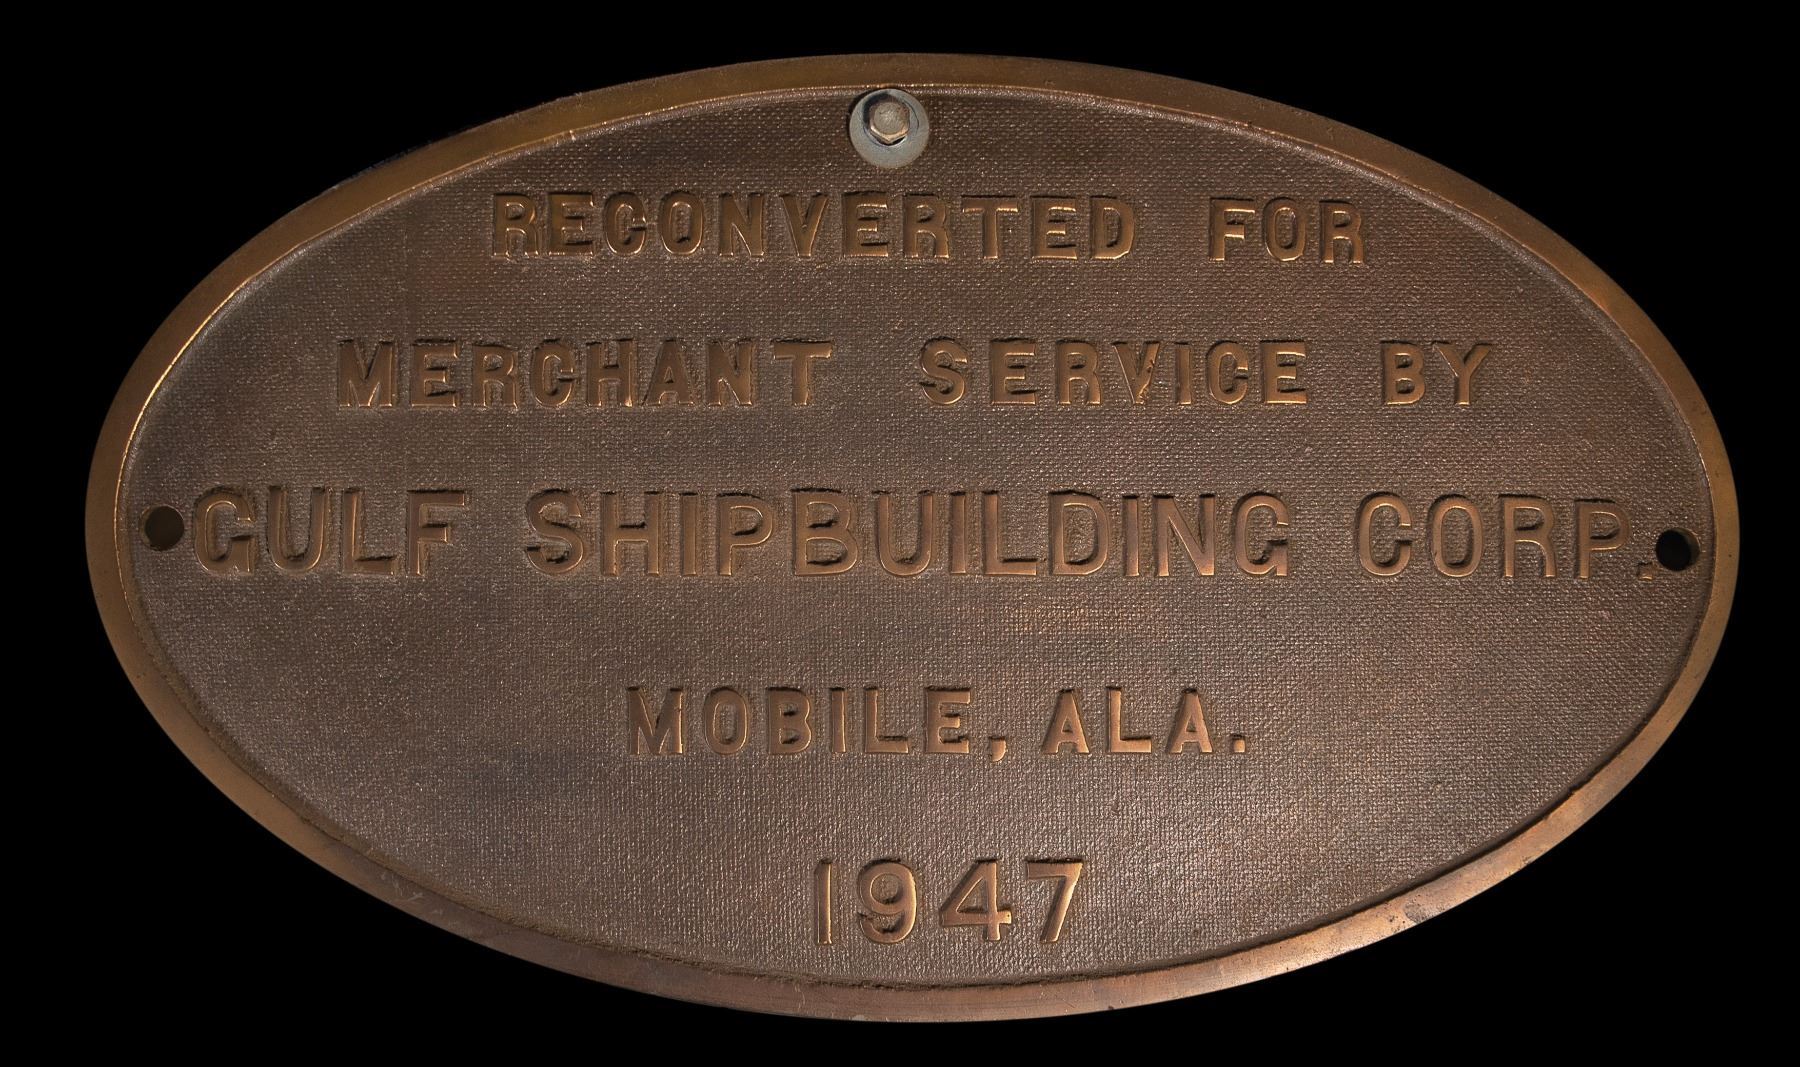 RECONVERTED FOR
MERCHANT SERVICE BY
GULF SHIPBUILDING CORP.
MOBILE, ALA.
1947